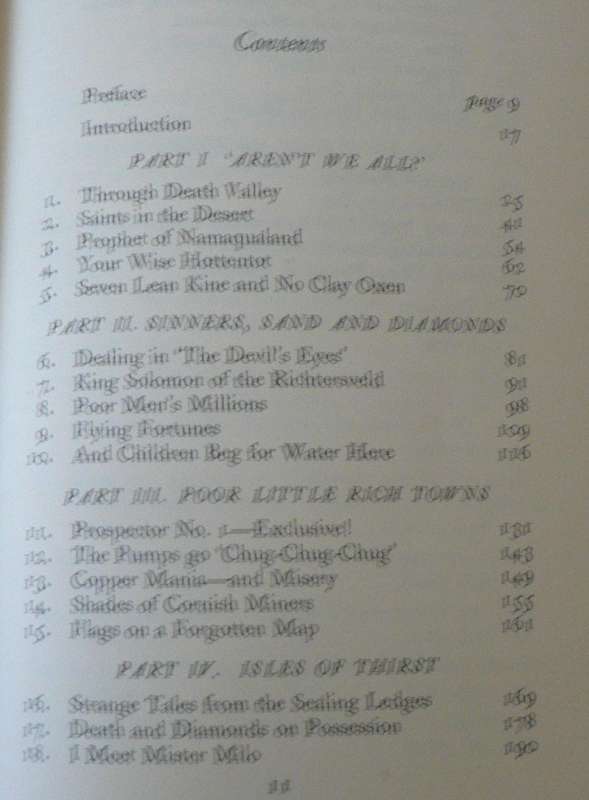 Contents
Preface Page 9
Introduction 17
PART I 'AREN'T WE ALL?'
1. Through Death Valley 25
2. Saints in the Desert 42
3. Prophet of Namaqualand 54
4. Your Wise Hottentot 62
5. Seven Lean Kine and No Clay Oxen 72
PART II. SINNERS, SAND AND DIAMONDS
6. Dealing in 'The Devil's Eyes' 81
7. King Solomon of the Richtersveld 91
8. Poor Men's Millions 98
9. Flying Fortunes 109
10. And Children Beg for Water Here 116
PART III. POOR LITTLE RICH TOWNS
11. Prospector No. 1—Exclusive! 131
12. The Pumps go 'Chug-Chug-Chug' 143
13. Copper Mania—and Misery 149
14. Shades of Cornish Miners 155
15. Flags on a Forgotten Map 161
PART IV. ISLES OF THIRST
16. Strange Tales from the Sealing Ledges 169
17. Death and Diamonds on Possession 178
18. I Meet Mister Milo 190
11